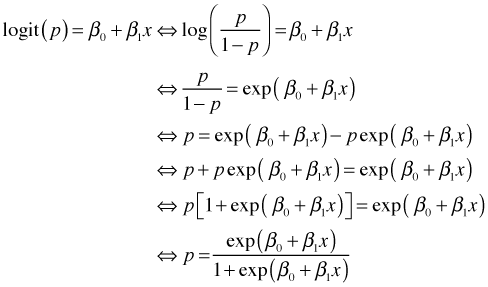 logit(p) = β₀ + β₁x ⇔ log(p / 1 − p) = β₀ + β₁x
⇔ p / 1 − p = exp(β₀ + β₁x)
⇔ p = exp(β₀ + β₁x) − p exp(β₀ + β₁x)
⇔ p + p exp(β₀ + β₁x) = exp(β₀ + β₁x)
⇔ p[1 + exp(β₀ + β₁x)] = exp(β₀ + β₁x)
⇔ p = exp(β₀ + β₁x) / 1 + exp(β₀ + β₁x)